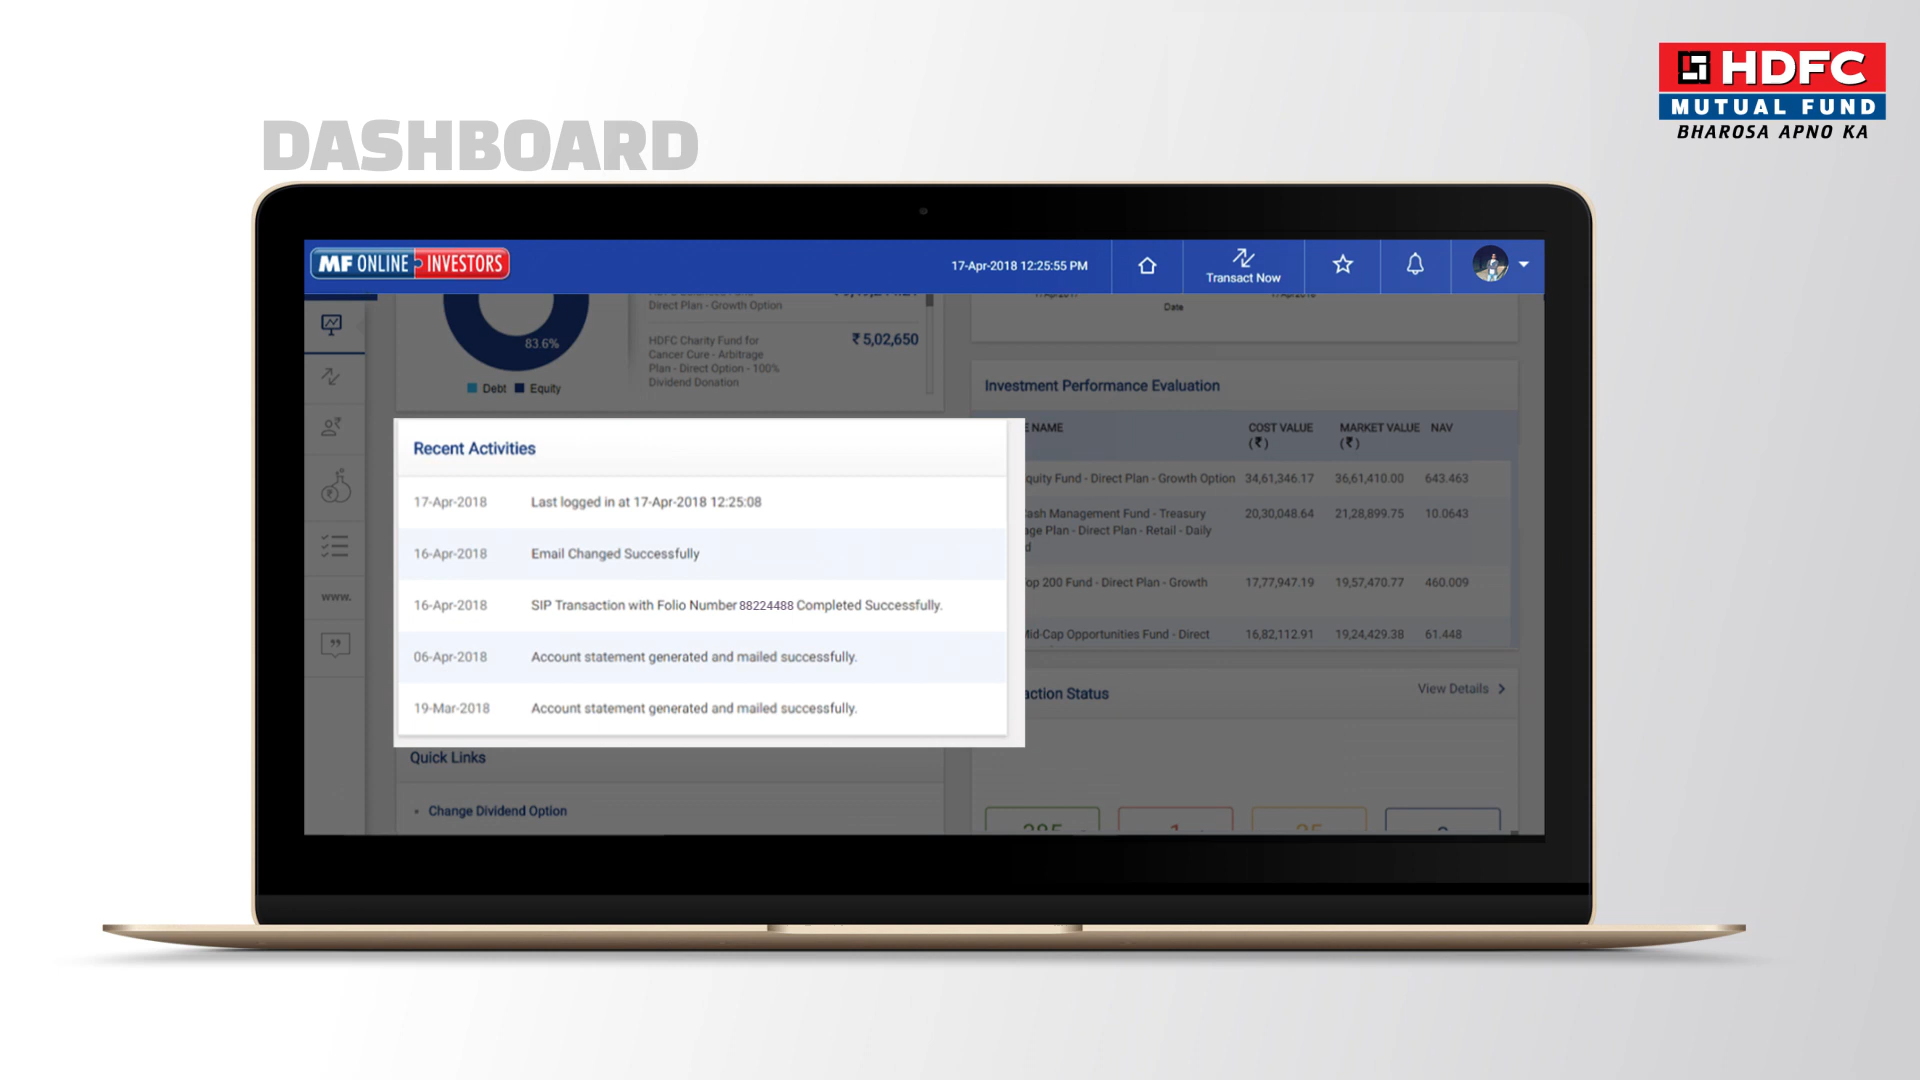 HDFC
MUTUAL FUND
BHAROSA APNO KA
DASHBOARD
MF ONLINE INVESTORS
17-Apr-2018 12:25:55 PM
Transact Now
Direct Plan - Growth Option
HDFC Charity Fund for
Cancer Cure - Arbitrage
Plan - Direct Option - 100%
Dividend Donation
₹ 5,02,650
83.6%
Debt Equity
Date
Investment Performance Evaluation
NAME COST VALUE (₹) MARKET VALUE (₹) NAV
quity Fund - Direct Plan - Growth Option 34,61,346.17 36,61,410.00 643.463
ash Management Fund - Treasury 20,30,048.64 21,28,899.75 10.0643
ge Plan - Direct Plan - Retail - Daily
d
op 200 Fund - Direct Plan - Growth 17,77,947.19 19,57,470.77 460.009
Mid-Cap Opportunities Fund - Direct 16,82,112.91 19,24,429.38 61.448
Recent Activities
17-Apr-2018 Last logged in at 17-Apr-2018 12:25:08
16-Apr-2018 Email Changed Successfully
16-Apr-2018 SIP Transaction with Folio Number 88224488 Completed Successfully.
06-Apr-2018 Account statement generated and mailed successfully.
19-Mar-2018 Account statement generated and mailed successfully.
www.
action Status
View Details
Quick Links
Change Dividend Option